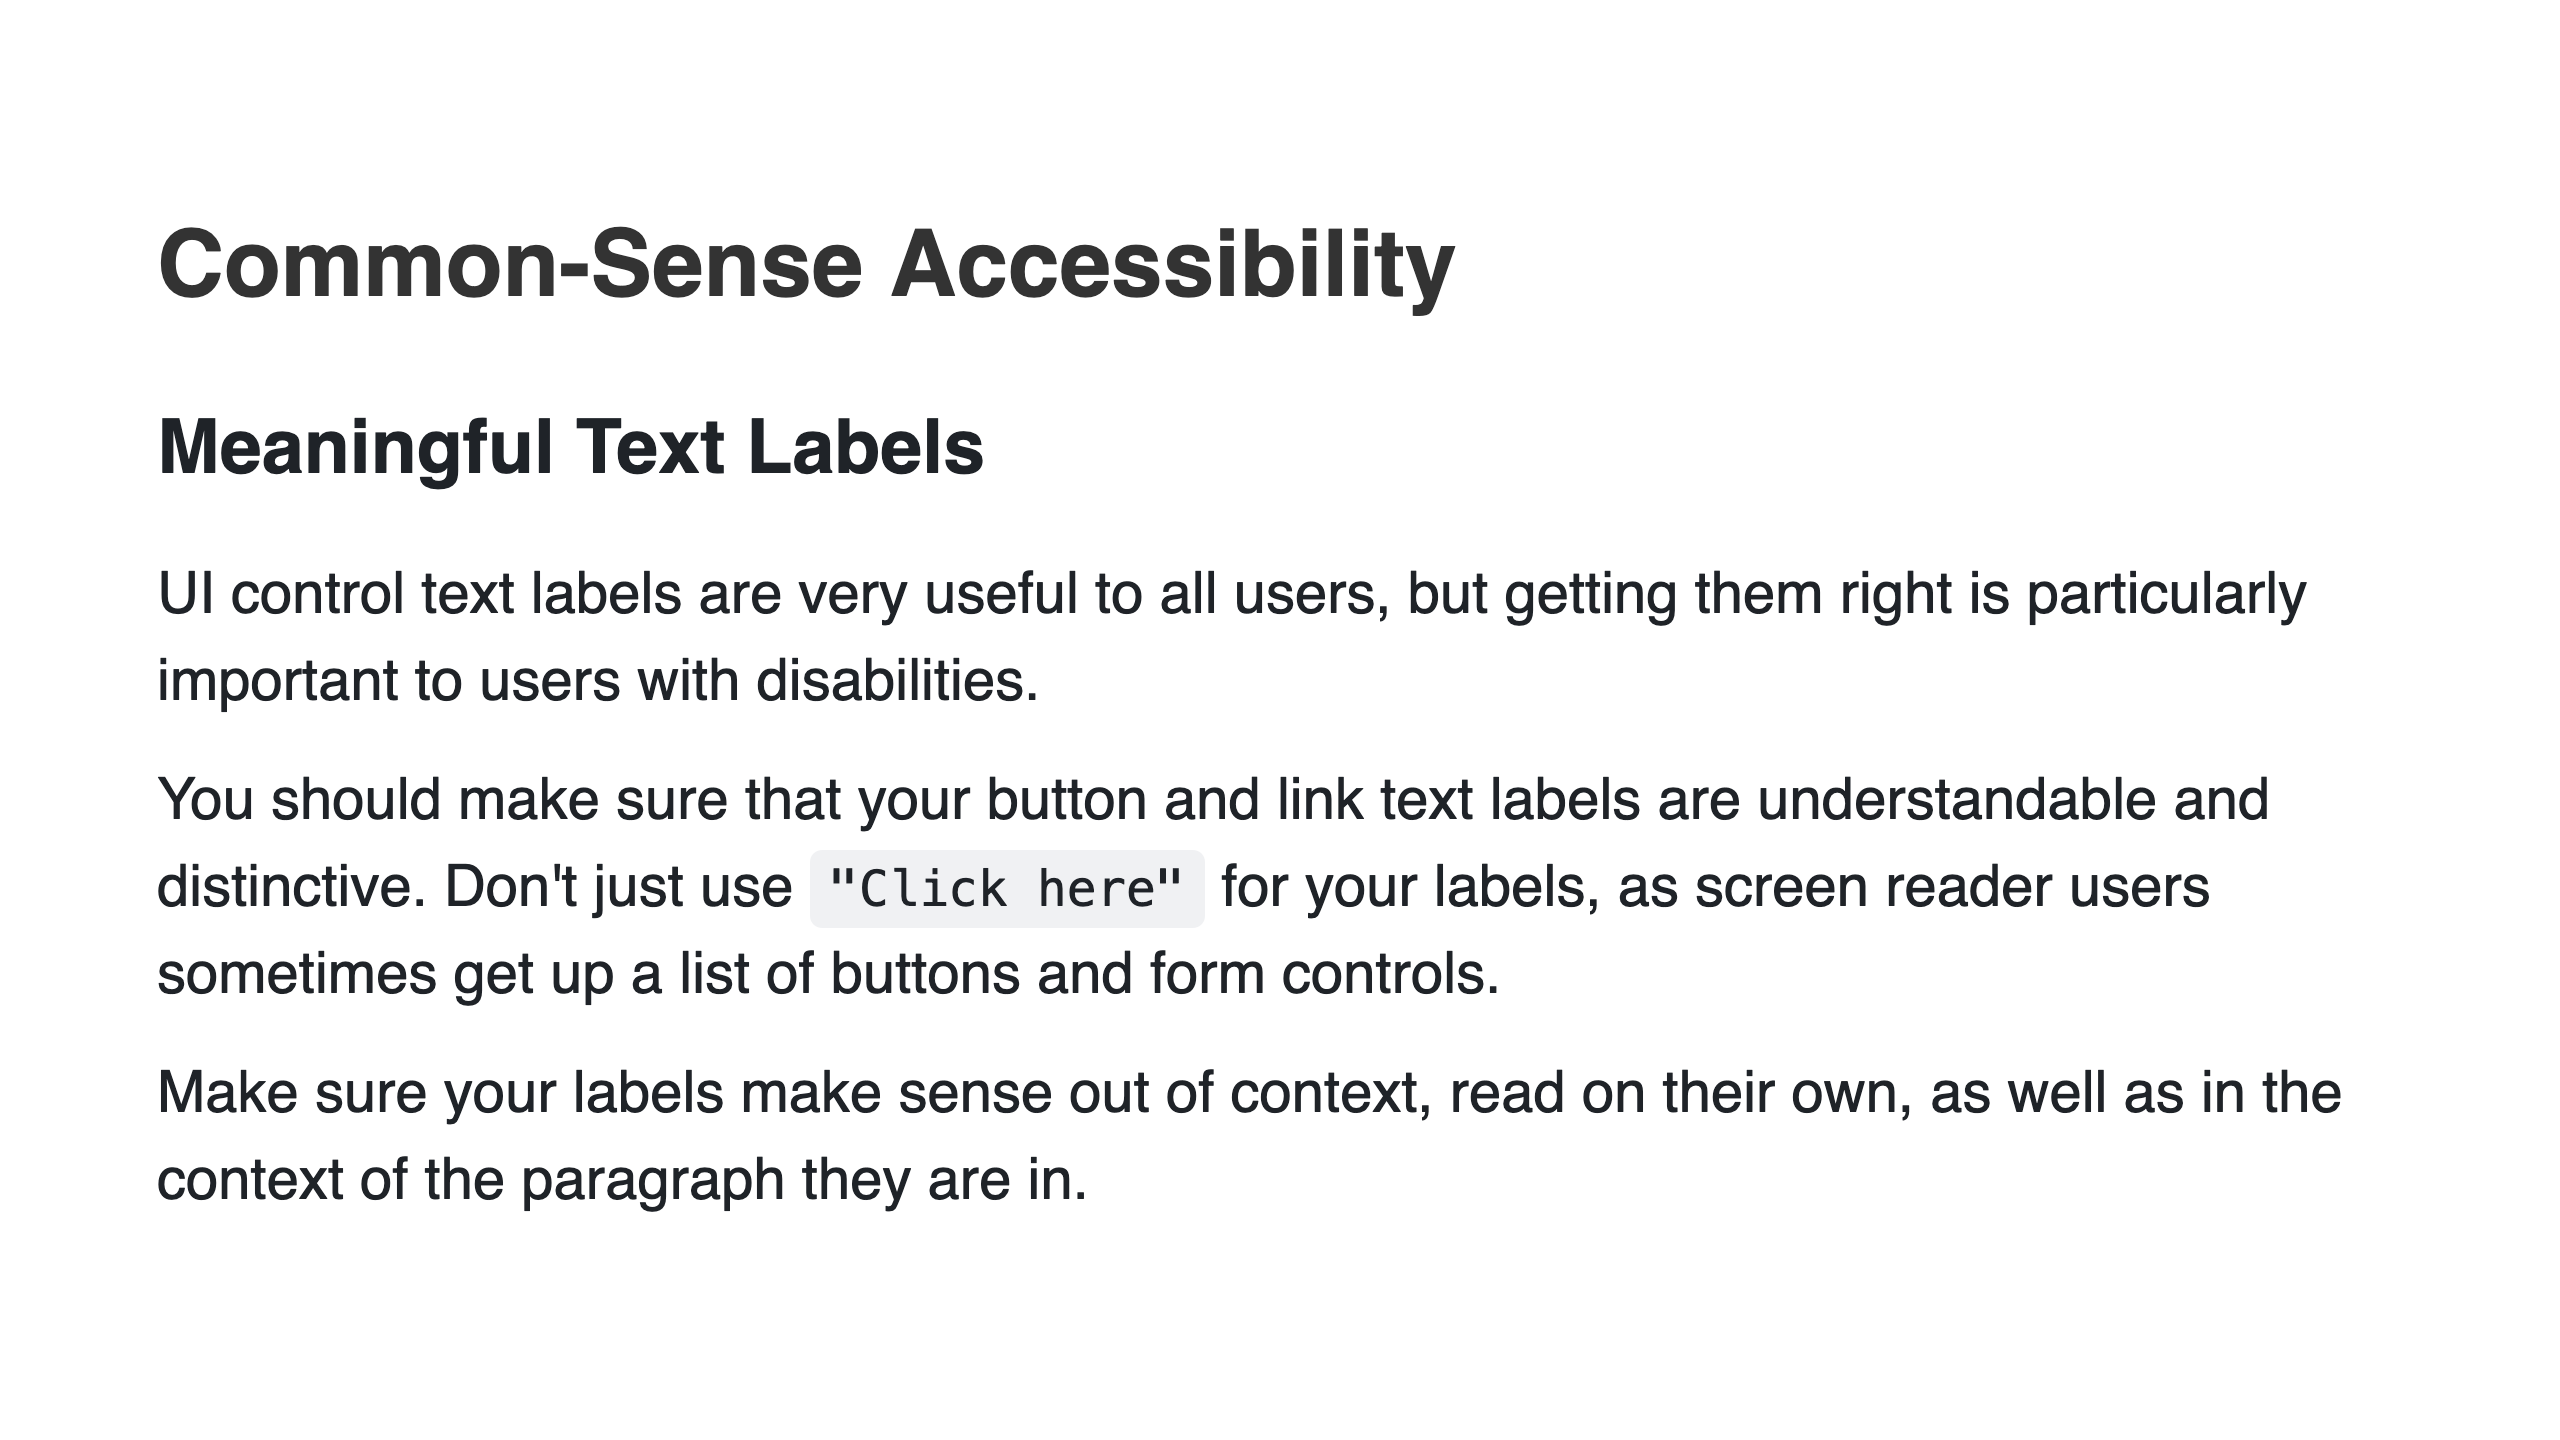 Common-Sense Accessibility
Meaningful Text Labels
UI control text labels are very useful to all users, but getting them right is particularly
important to users with disabilities.
You should make sure that your button and link text labels are understandable and
distinctive. Don't just use "Click here" for your labels, as screen reader users
sometimes get up a list of buttons and form controls.
Make sure your labels make sense out of context, read on their own, as well as in the
context of the paragraph they are in.